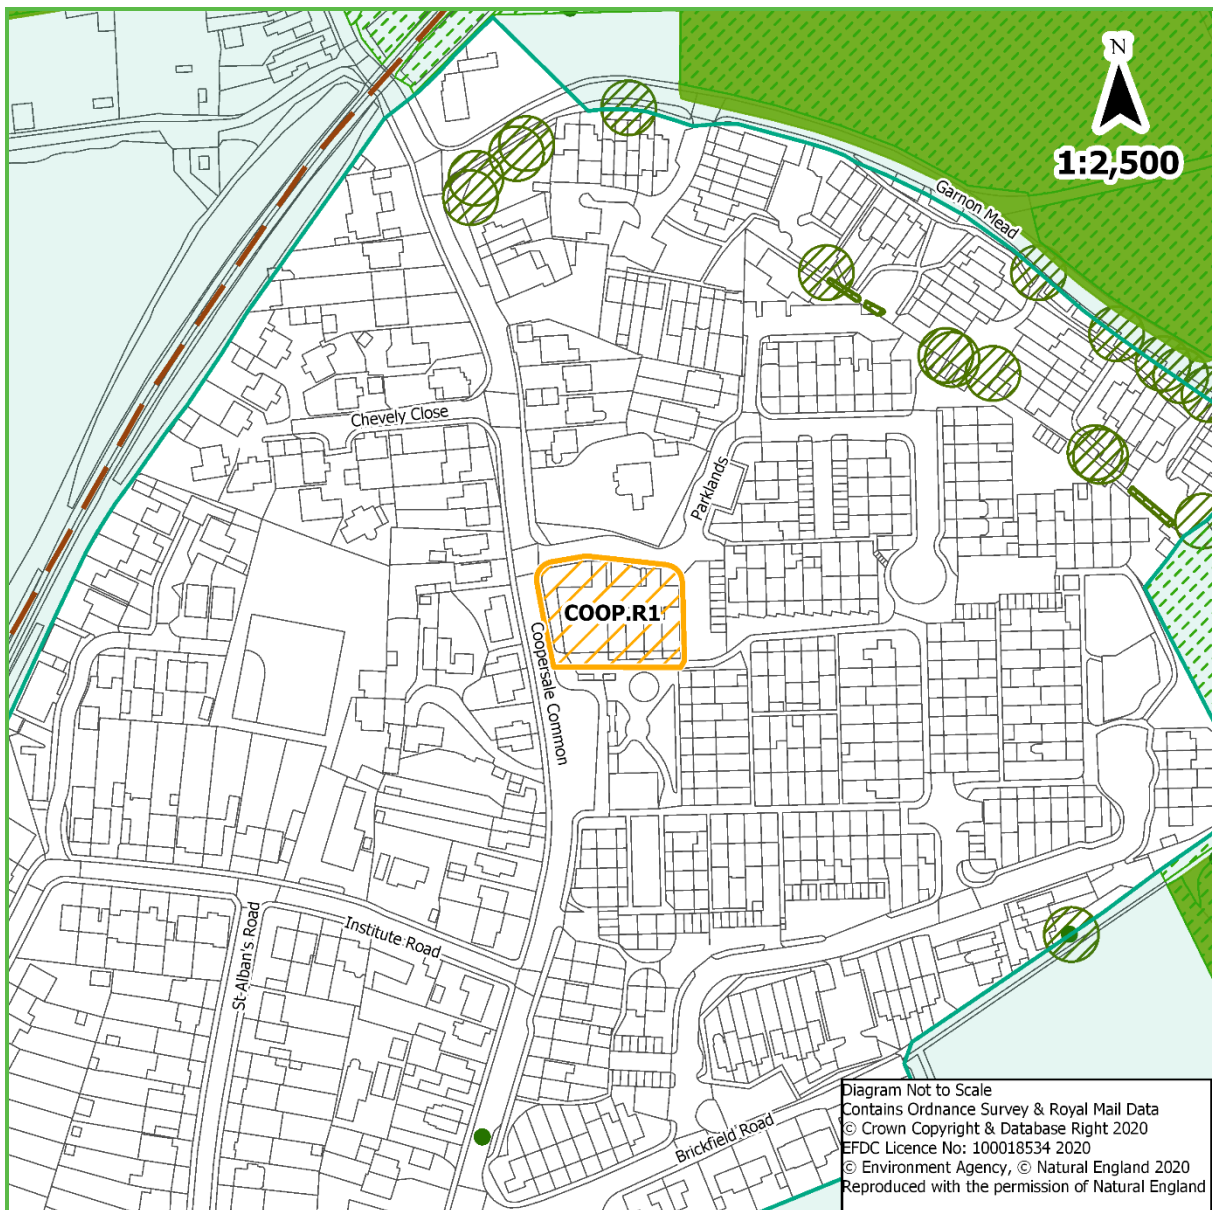 N
1:2,500
Garnon Mead
Chevely Close
Parklands
COOP.R1
Coopersale Common
Institute Road
St Alban's Road
Brickfield Road
Diagram Not to Scale
Contains Ordnance Survey & Royal Mail Data
© Crown Copyright & Database Right 2020
EFDC Licence No: 100018534 2020
© Environment Agency, © Natural England 2020
Reproduced with the permission of Natural England